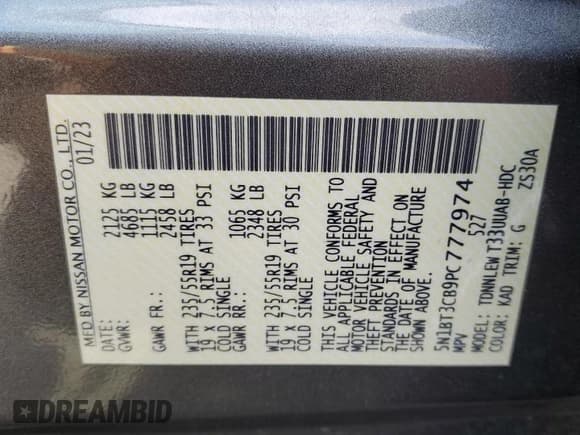 MFD BY NISSAN MOTOR CO., LTD.
DATE: 01/23
GVWR: 2125 KG
4685 LB
GAWR FR.: 1115 KG
2458 LB
WITH 235/55R19 TIRES
19 X 7.5 RIMS AT 33 PSI
COLD SINGLE
GAWR RR.: 1065 KG
2348 LB
WITH 235/55R19 TIRES
19 X 7.5 RIMS AT 30 PSI
COLD SINGLE
THIS VEHICLE CONFORMS TO
ALL APPLICABLE FEDERAL
MOTOR VEHICLE SAFETY AND
THEFT PREVENTION
STANDARDS IN EFFECT ON
THE DATE OF MANUFACTURE
SHOWN ABOVE.
5N1BT3CB9PC777974
MPV 527
MODEL: TDNNLEW T33UUAB-HDC
COLOR: KAD TRIM: G ZS30A
DREAMBID